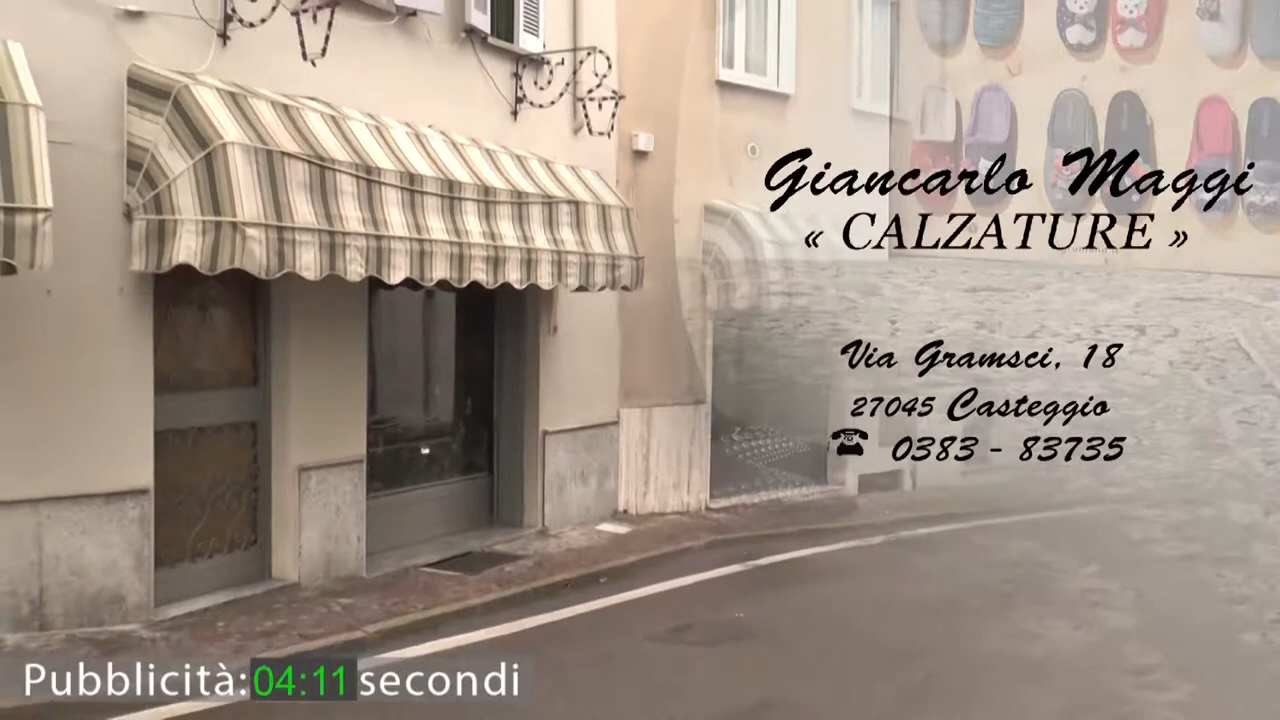 Giancarlo Maggi
« CALZATURE »
Via Gramsci, 18
27045 Casteggio
☎ 0383 - 83735
Pubblicità: 04:11 secondi